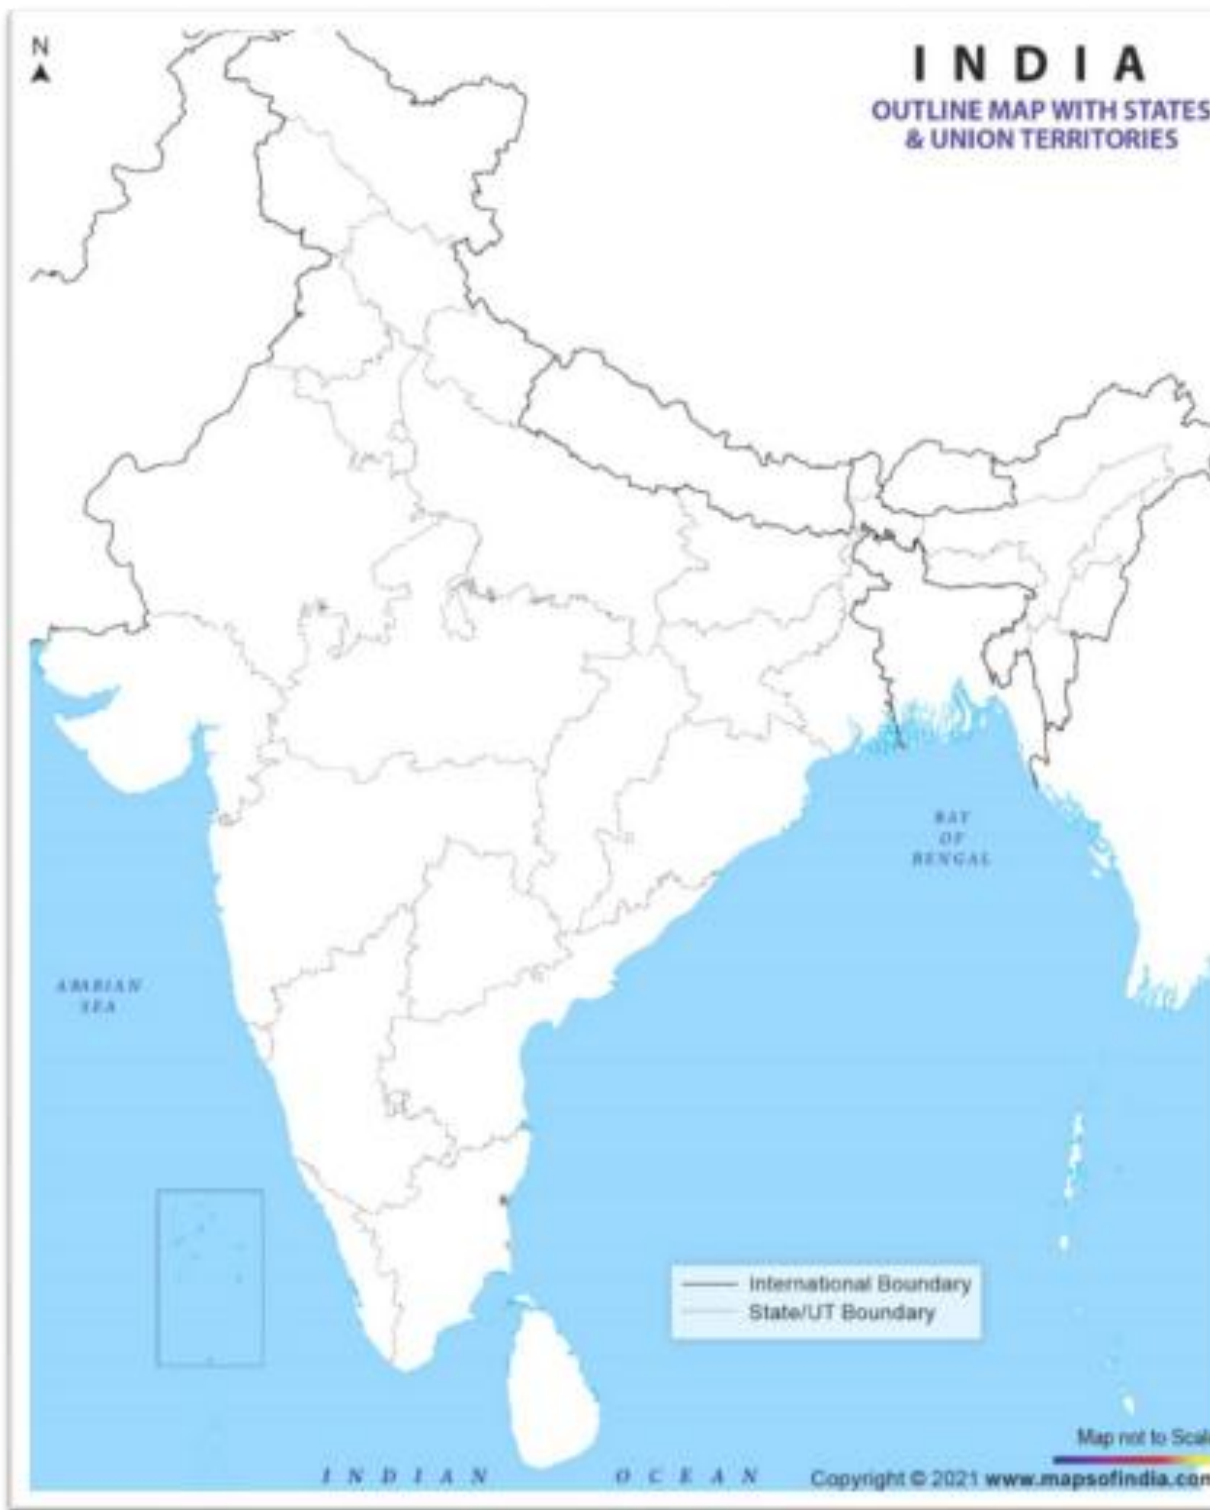 N
INDIA
OUTLINE MAP WITH STATES
& UNION TERRITORIES
BAY
OF
BENGAL
ARABIAN
SEA
International Boundary
State/UT Boundary
Map not to Scal
INDIAN OCEAN
Copyright © 2021 www.mapsofindia.com